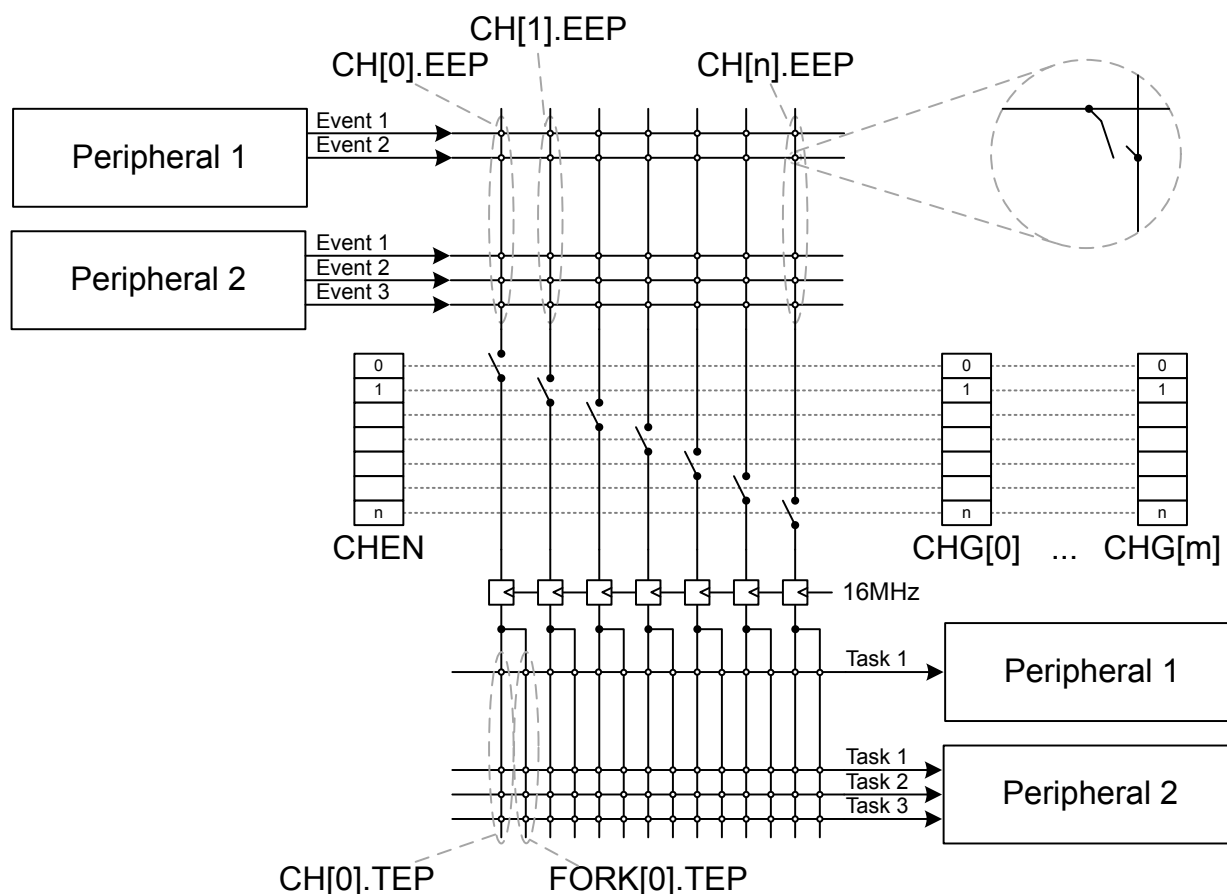 CH[1].EEP
CH[0].EEP
CH[n].EEP
Peripheral 1
Event 1
Event 2
Peripheral 2
Event 1
Event 2
Event 3
0
1
n
CHEN
0
1
n
CHG[0]
...
0
1
n
CHG[m]
16MHz
Task 1
Peripheral 1
Task 1
Task 2
Task 3
Peripheral 2
CH[0].TEP
FORK[0].TEP